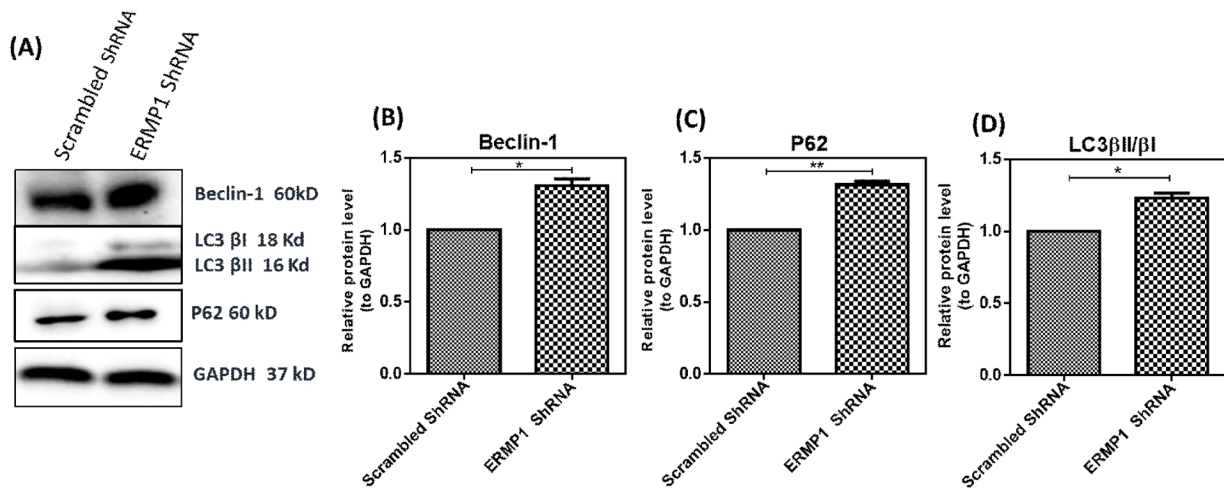 (A)
Scrambled ShRNA
ERMP1 ShRNA
Beclin-1 60kD
LC3 βI 18 Kd
LC3 βII 16 Kd
P62 60 kD
GAPDH 37 kD
(B)
Beclin-1
*
1.5
1.0
0.5
0.0
Relative protein level
(to GAPDH)
Scrambled ShRNA
ERMP1 ShRNA
(C)
P62
**
1.5
1.0
0.5
0.0
Relative protein level
(to GAPDH)
Scrambled ShRNA
ERMP1 ShRNA
(D)
LC3βII/βI
*
1.5
1.0
0.5
0.0
Relative protein level
(to GAPDH)
Scrambled ShRNA
ERMP1 ShRNA